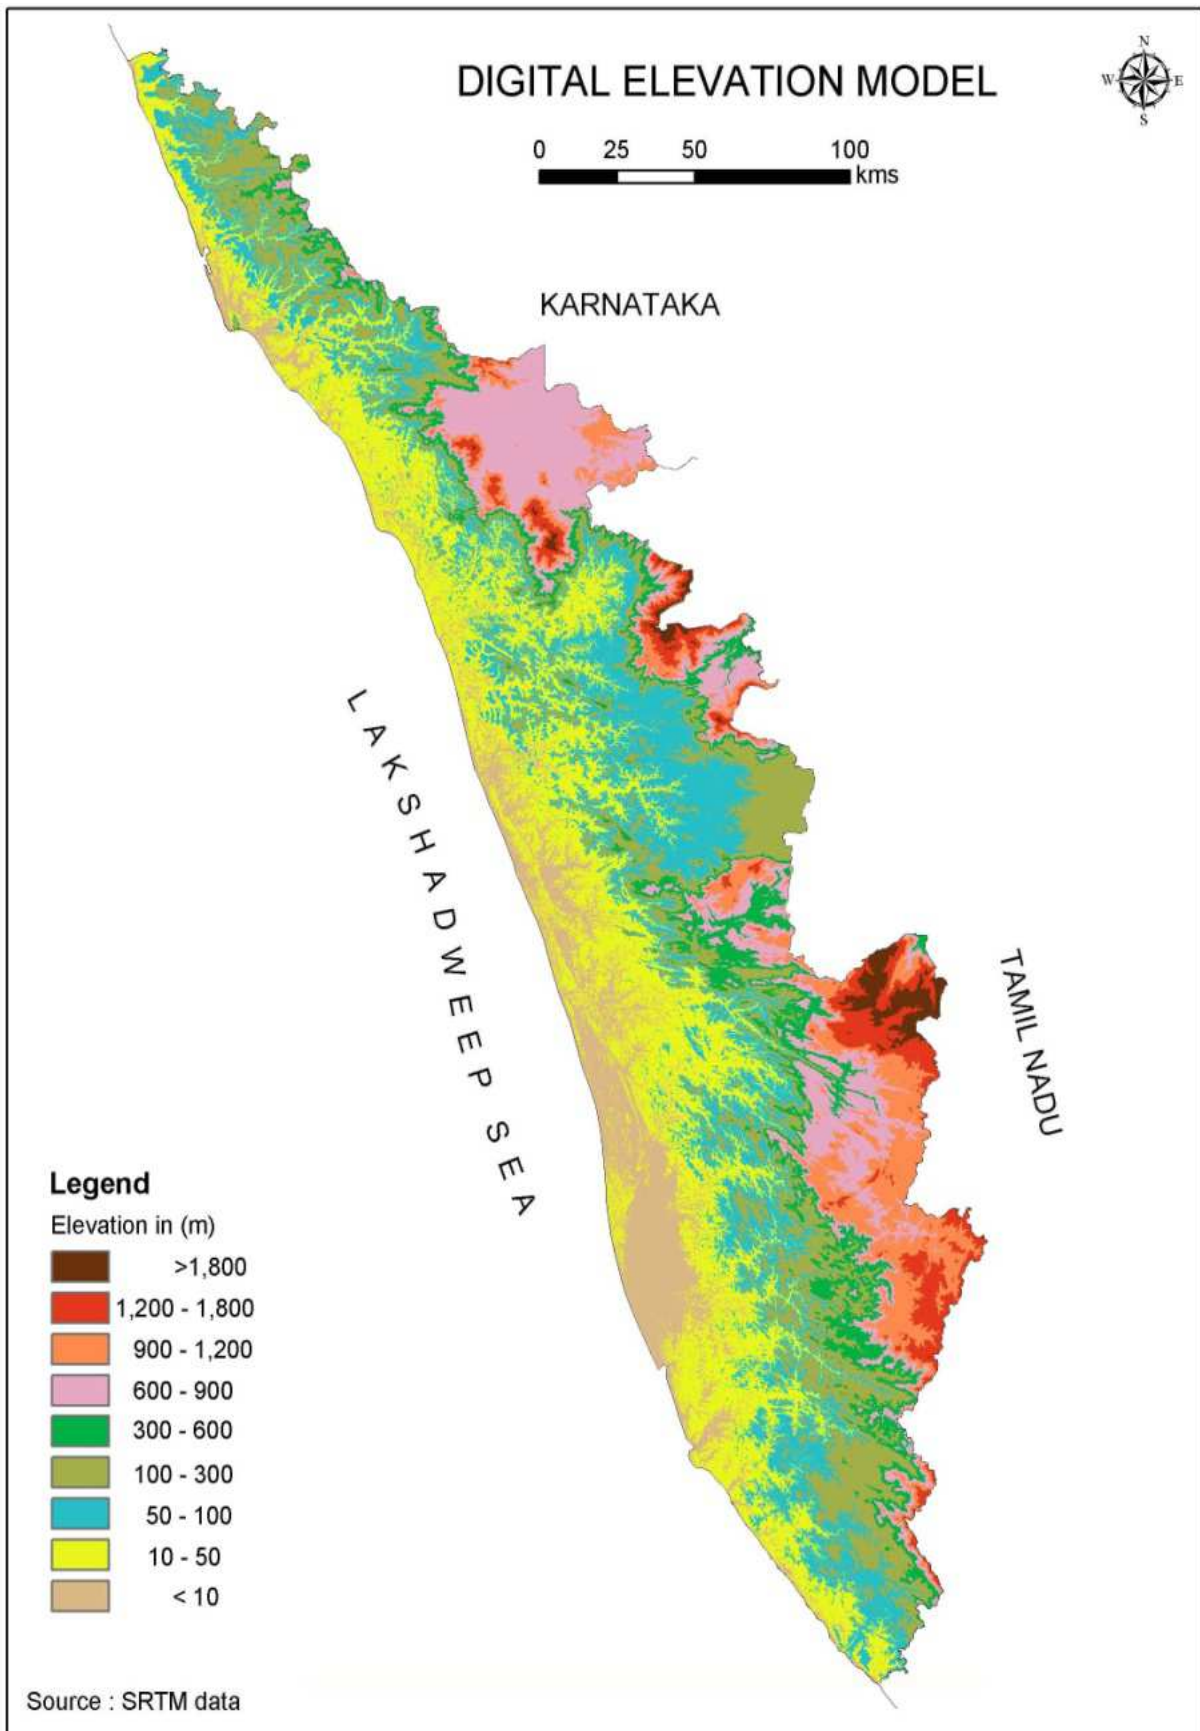 DIGITAL ELEVATION MODEL
N
W E
S
0 25 50 100
kms
KARNATAKA
LAKSHADWEEP SEA
TAMIL NADU
Legend
Elevation in (m)
>1,800
1,200 - 1,800
900 - 1,200
600 - 900
300 - 600
100 - 300
50 - 100
10 - 50
< 10
Source : SRTM data